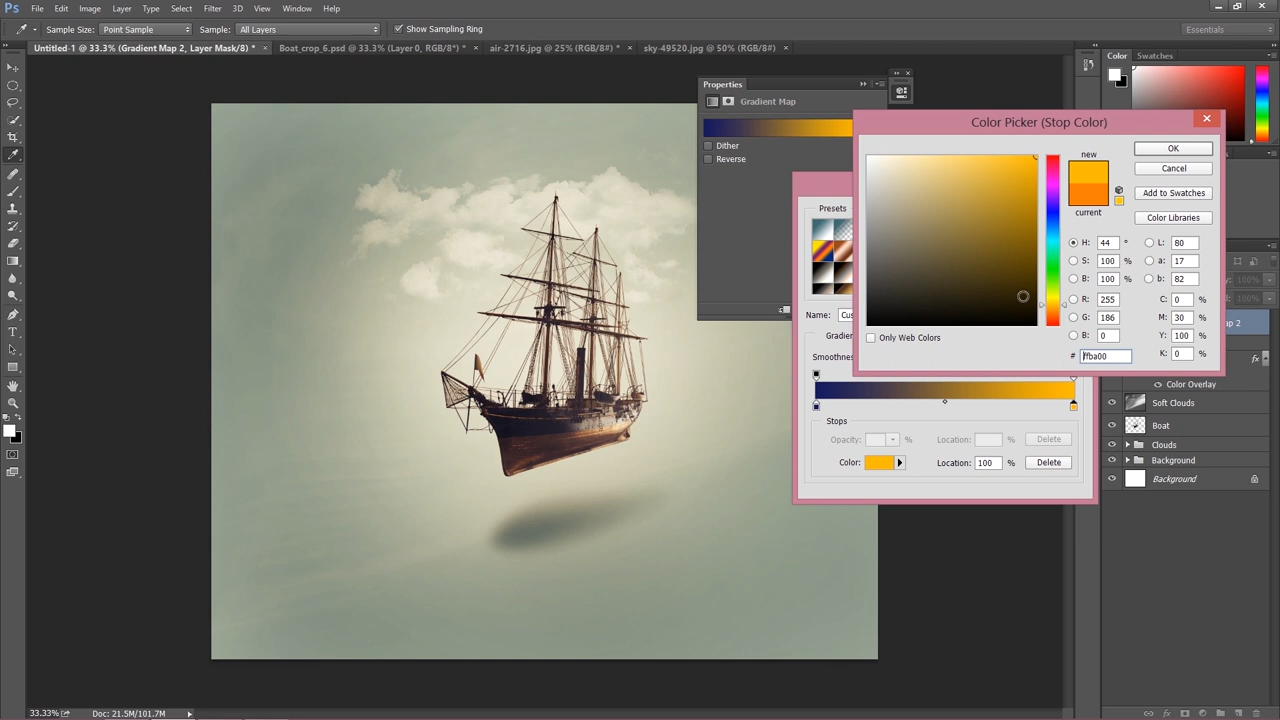 Ps File Edit Image Layer Type Select Filter 3D View Window Help
Sample Size: Point Sample Sample: All Layers Show Sampling Ring Essentials
Untitled-1 @ 33.3% (Gradient Map 2, Layer Mask/8) * × Boat_crop_6.psd @ 33.3% (Layer 0, RGB/8*) * × air-2716.jpg @ 25% (RGB/8#) * × sky-49520.jpg @ 50% (RGB/8#) ×
Color Swatches
Properties
Gradient Map
Dither
Reverse
Color Picker (Stop Color)
new
current
OK
Cancel
Add to Swatches
Color Libraries
H: 44 ° L: 80
S: 100 % a: 17
B: 100 % b: 82
R: 255 C: 0 %
G: 186 M: 30 %
B: 0 Y: 100 %
# ffba00 K: 0 %
Only Web Colors
Presets
Name: Cus
Gradien
Smoothnes
Stops
Opacity: % Location: Delete
Color: Location: 100 % Delete
p 2
fx
Color Overlay
Soft Clouds
Boat
Clouds
Background
Background
33.33% Doc: 21.5M/101.7M